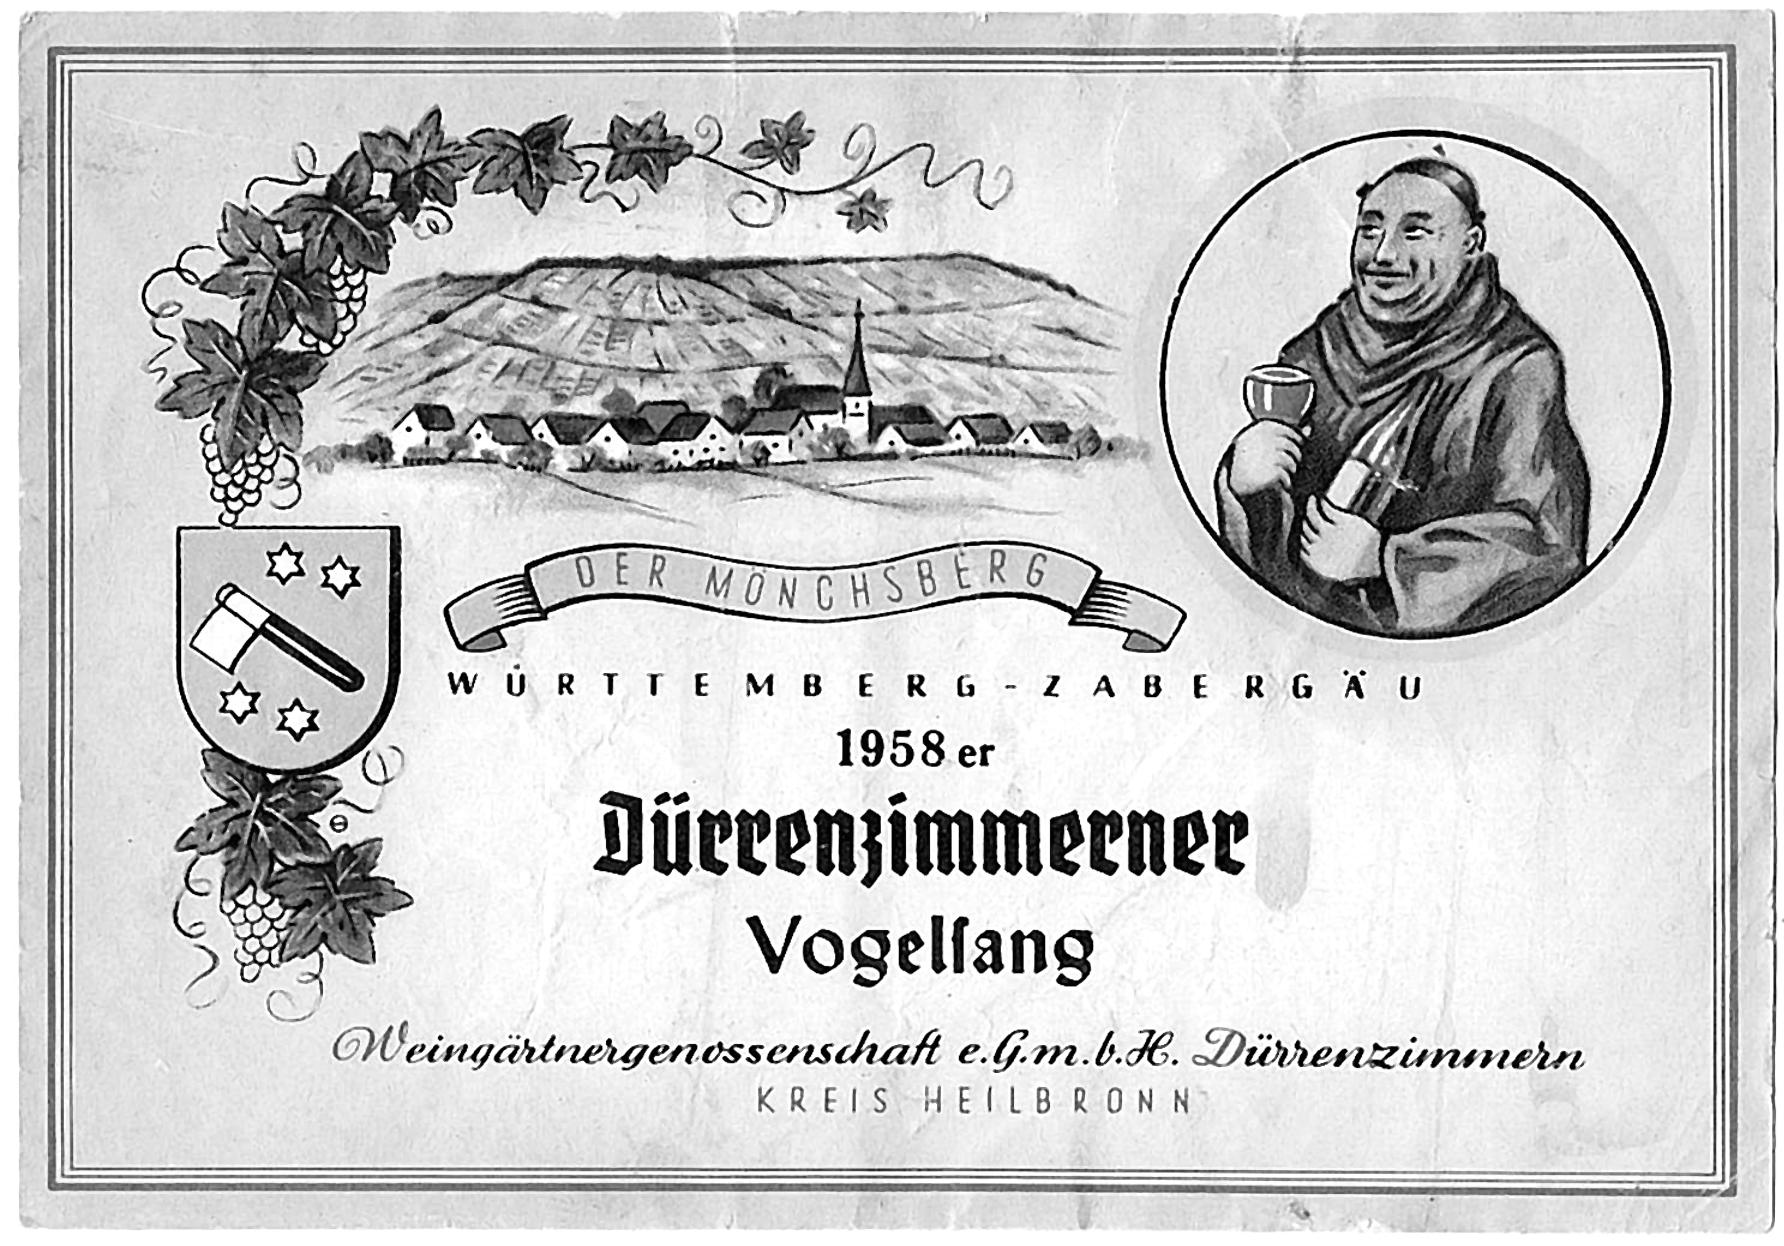 DER MÖNCHSBERG
WÜRTTEMBERG-ZABERGÄU
1958er
Dürrenzimmerner
Vogelſang
Weingärtnergenossenschaft e.G.m.b.H. Dürrenzimmern
KREIS HEILBRONN